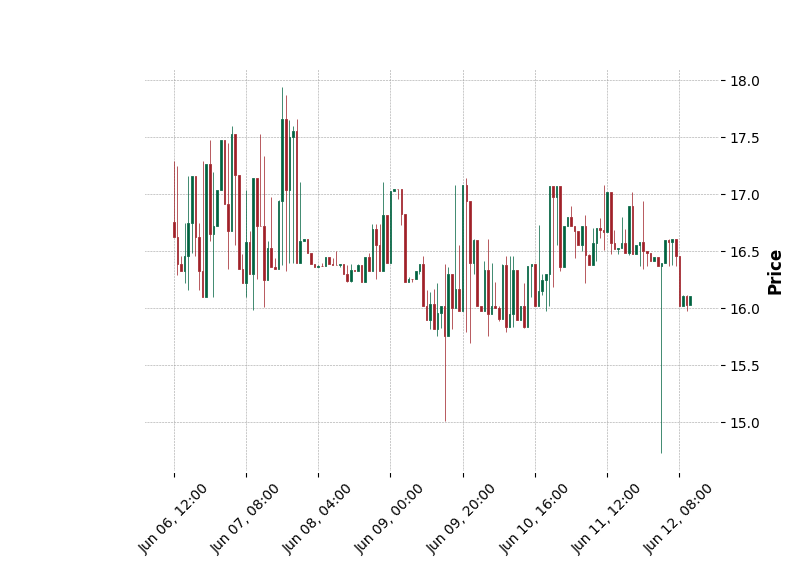 18.0
17.5
17.0
16.5
16.0
15.5
15.0
Price
Jun 06, 12:00
Jun 07, 08:00
Jun 08, 04:00
Jun 09, 00:00
Jun 09, 20:00
Jun 10, 16:00
Jun 11, 12:00
Jun 12, 08:00